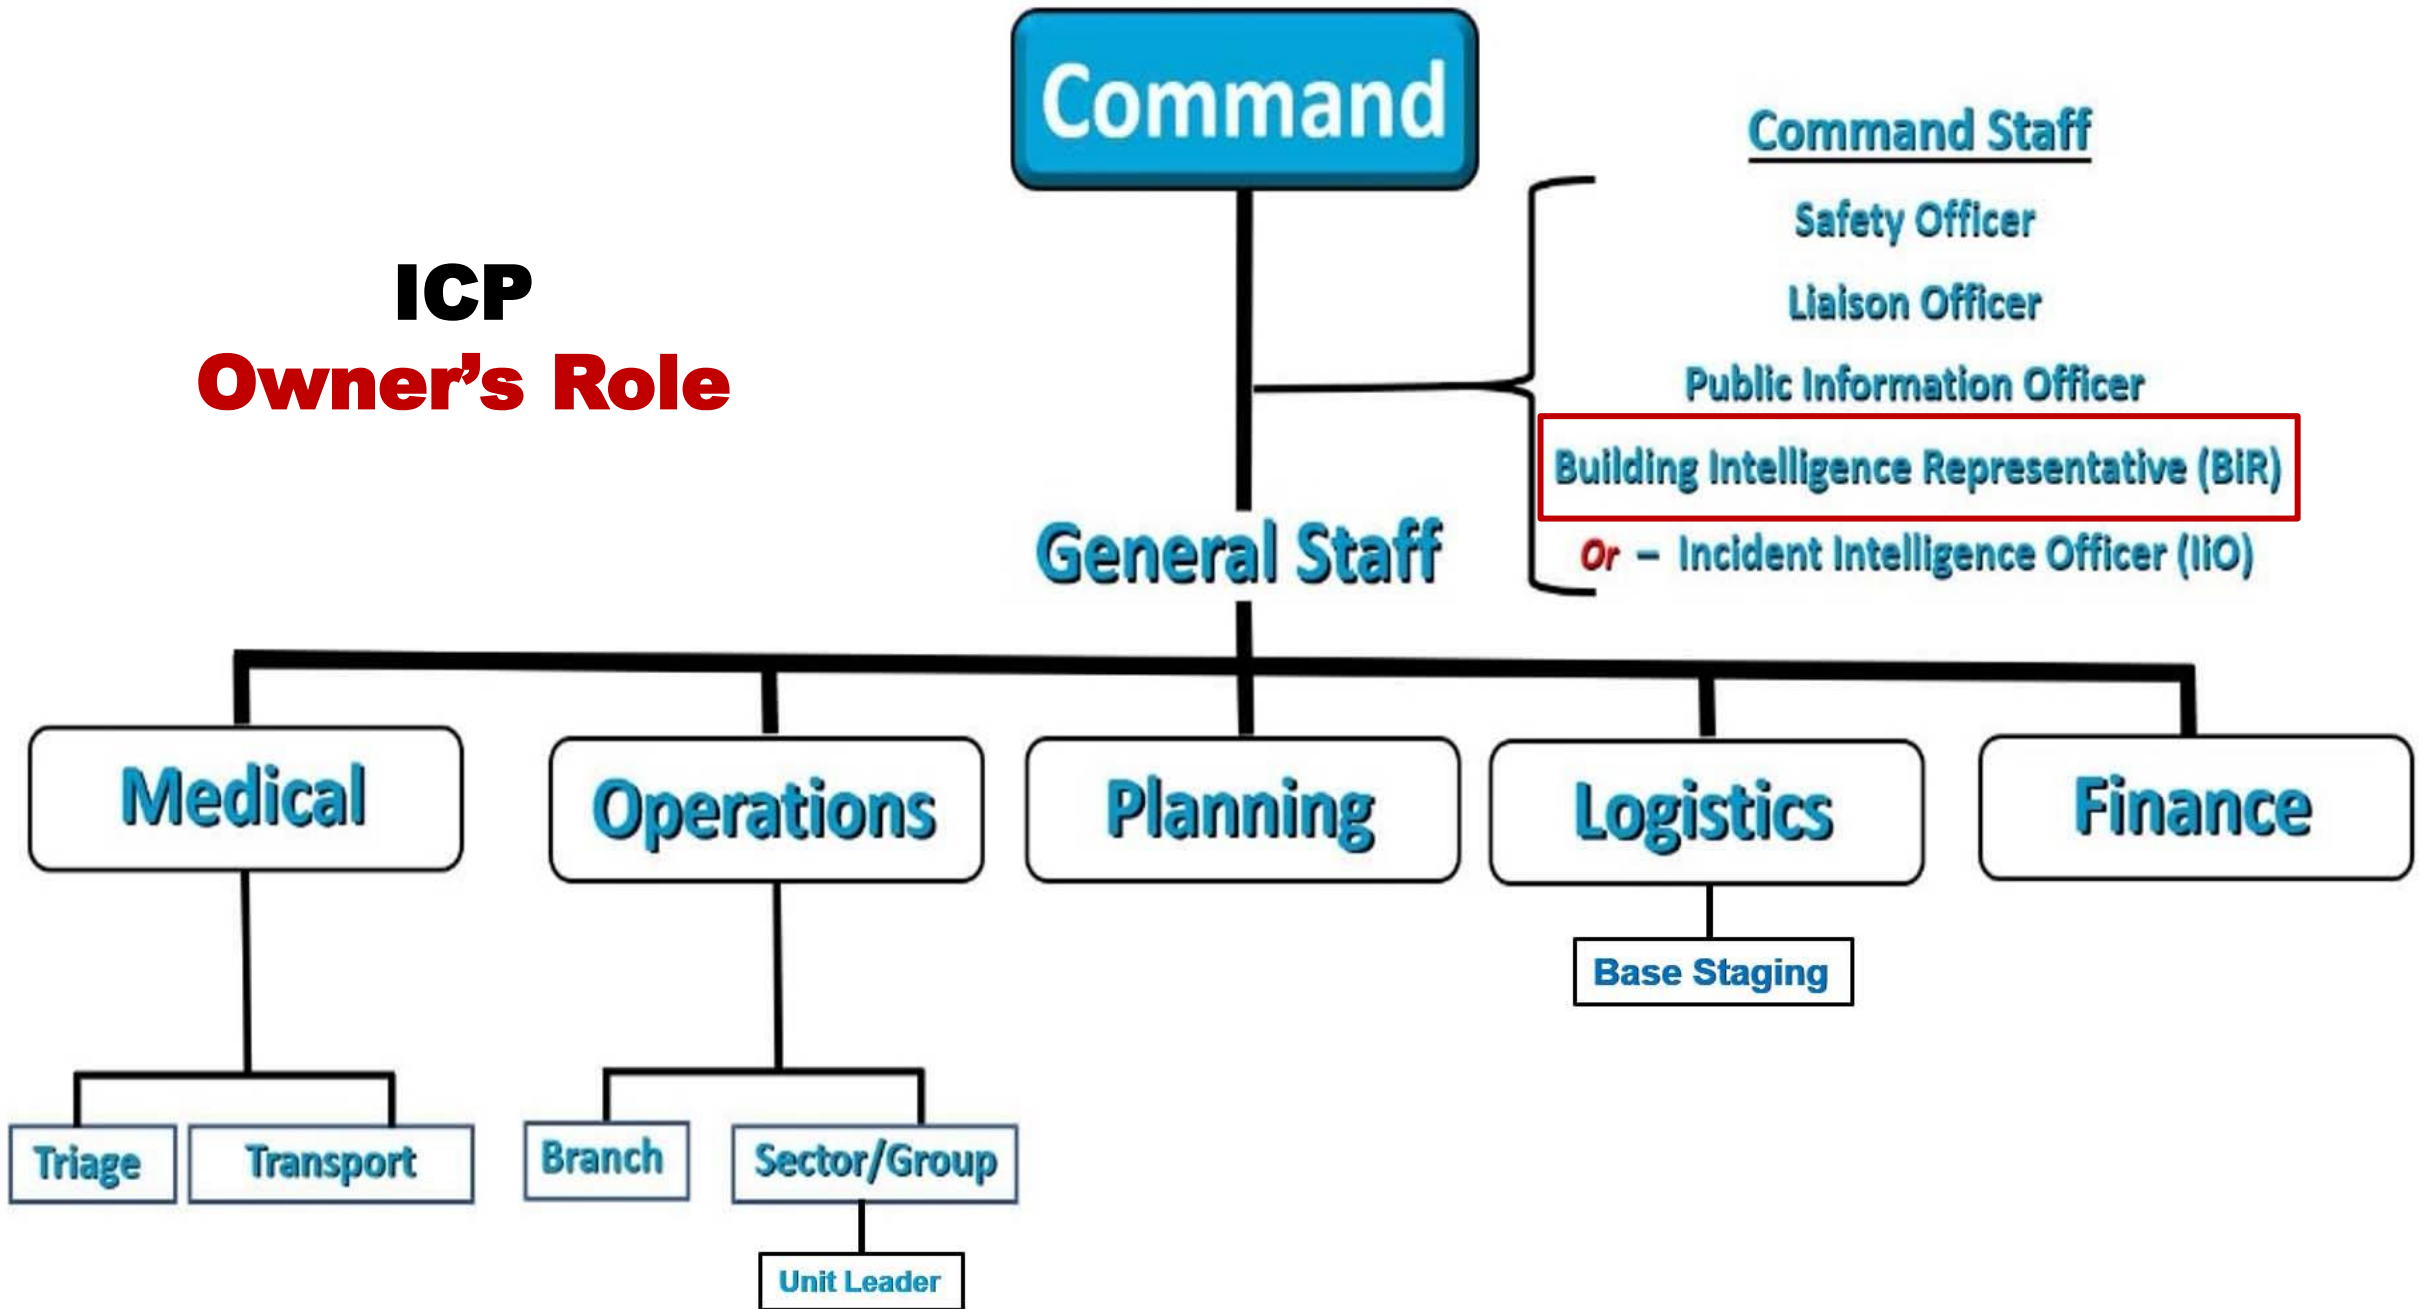 Command
Command Staff
Safety Officer
Liaison Officer
Public Information Officer
Building Intelligence Representative (BiR)
Or – Incident Intelligence Officer (IiO)
ICP
Owner’s Role
General Staff
Medical
Operations
Planning
Logistics
Finance
Base Staging
Triage
Transport
Branch
Sector/Group
Unit Leader